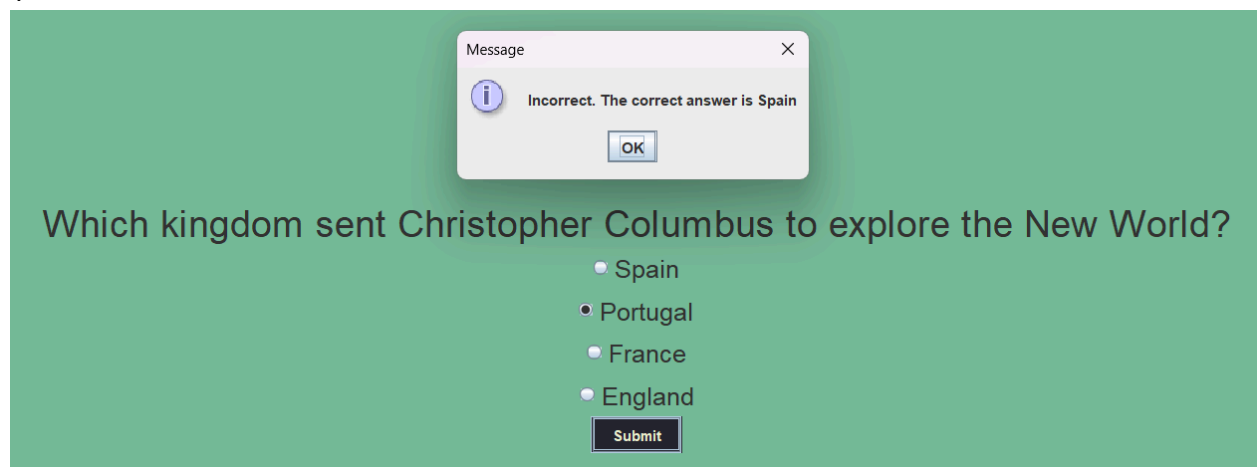 Message
Incorrect. The correct answer is Spain
OK
Which kingdom sent Christopher Columbus to explore the New World?
Spain
Portugal
France
England
Submit